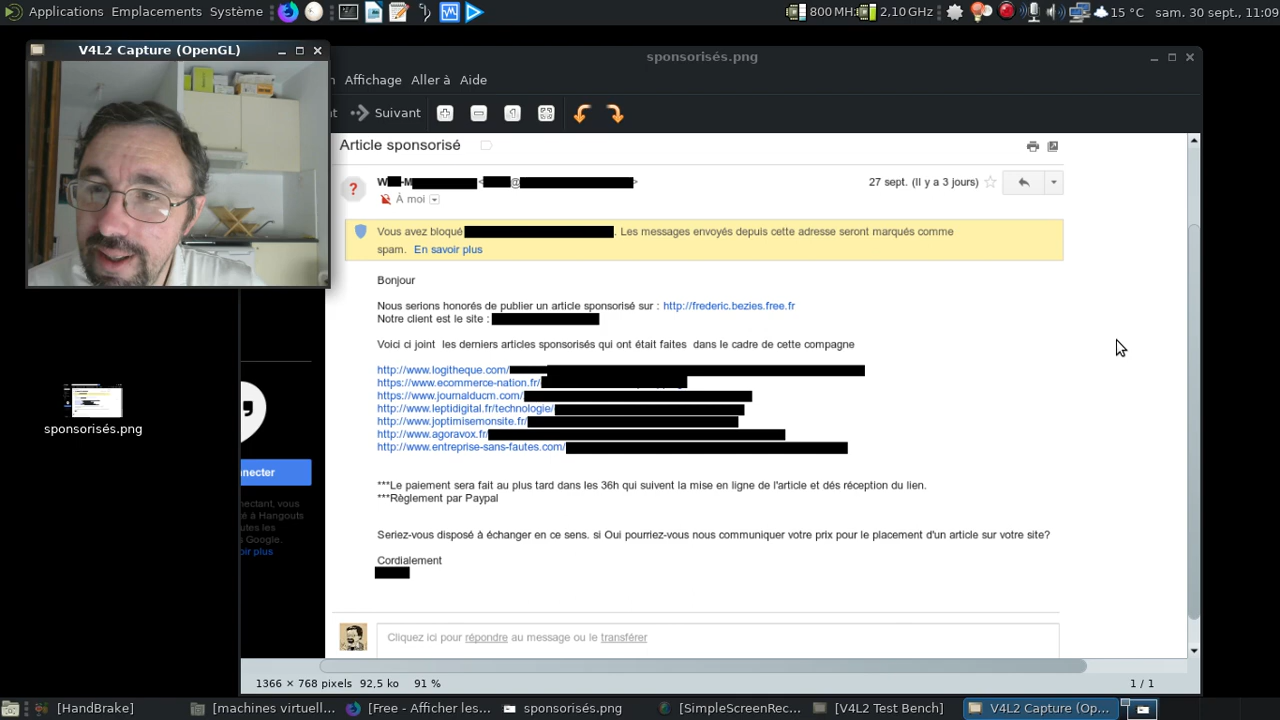 Applications Emplacements Système
800 MHz 2,10 GHz 15 °C sam. 30 sept., 11:09
V4L2 Capture (OpenGL)
sponsorisés.png
Affichage Aller à Aide
Suivant
Article sponsorisé
W -M < @ >
27 sept. (Il y a 3 jours)
À moi
Vous avez bloqué . Les messages envoyés depuis cette adresse seront marqués comme
spam. En savoir plus
Bonjour
Nous serions honorés de publier un article sponsorisé sur : http://frederic.bezies.free.fr
Notre client est le site :
Voici ci joint les derniers articles sponsorisés qui ont était faites dans le cadre de cette compagne
http://www.logitheque.com/
https://www.ecommerce-nation.fr/
https://www.journalducm.com/
http://www.leptidigital.fr/technologie/
http://www.joptimisemonsite.fr/
http://www.agoravox.fr/
http://www.entreprise-sans-fautes.com/
***Le paiement sera fait au plus tard dans les 36h qui suivent la mise en ligne de l'article et dés réception du lien.
***Règlement par Paypal
Seriez-vous disposé à échanger en ce sens. si Oui pourriez-vous nous communiquer votre prix pour le placement d'un article sur votre site?
Cordialement
Cliquez ici pour répondre au message ou le transférer
sponsorisés.png
necter
nectant, vous
é à Hangouts
utes les
s Google.
oir plus
1366 × 768 pixels 92,5 ko 91 %
1 / 1
[HandBrake] [machines virtuell... [Free - Afficher les... sponsorisés.png [SimpleScreenRec... [V4L2 Test Bench] V4L2 Capture (Op...